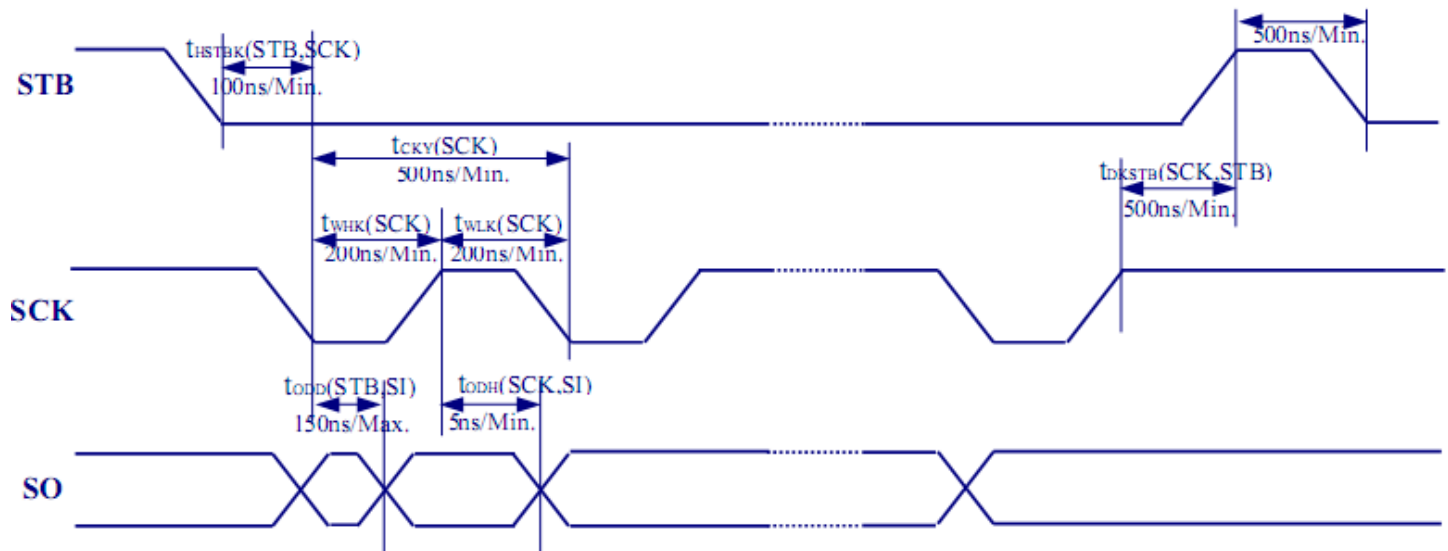 500ns/Min.
tHSTBK(STB,SCK)
100ns/Min.
STB
tCKY(SCK)
500ns/Min.
tDKSTB(SCK,STB)
500ns/Min.
tWHK(SCK) tWLK(SCK)
200ns/Min. 200ns/Min.
SCK
tODD(STB,SI) tODH(SCK,SI)
150ns/Max. 5ns/Min.
SO